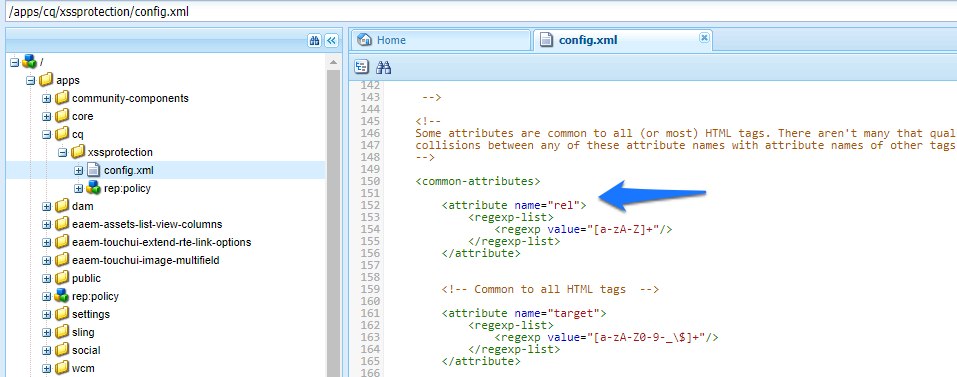 /apps/cq/xssprotection/config.xml
/
apps
community-components
core
cq
xssprotection
config.xml
rep:policy
dam
eaem-assets-list-view-columns
eaem-touchui-extend-rte-link-options
eaem-touchui-image-multifield
public
rep:policy
settings
sling
social
wcm
Home
config.xml
142
143 -->
144
145 <!--
146 Some attributes are common to all (or most) HTML tags. There aren't many that qual
147 collisions between any of these attribute names with attribute names of other tags
148 -->
149
150 <common-attributes>
151
152 <attribute name="rel">
153 <regexp-list>
154 <regexp value="[a-zA-Z]+"/>
155 </regexp-list>
156 </attribute>
157
158
159 <!-- Common to all HTML tags -->
160
161 <attribute name="target">
162 <regexp-list>
163 <regexp value="[a-zA-Z0-9-_\$]+"/>
164 </regexp-list>
165 </attribute>
166